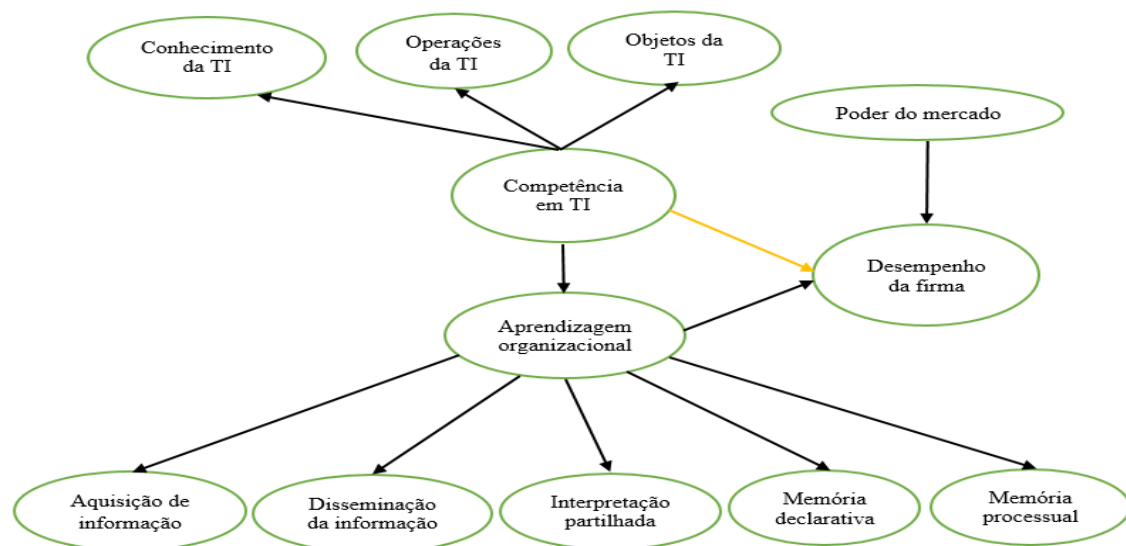 Conhecimento
da TI
Operações
da TI
Objetos da
TI
Poder do mercado
Competência
em TI
Desempenho
da firma
Aprendizagem
organizacional
Aquisição de
informação
Disseminação
da informação
Interpretação
partilhada
Memória
declarativa
Memória
processual